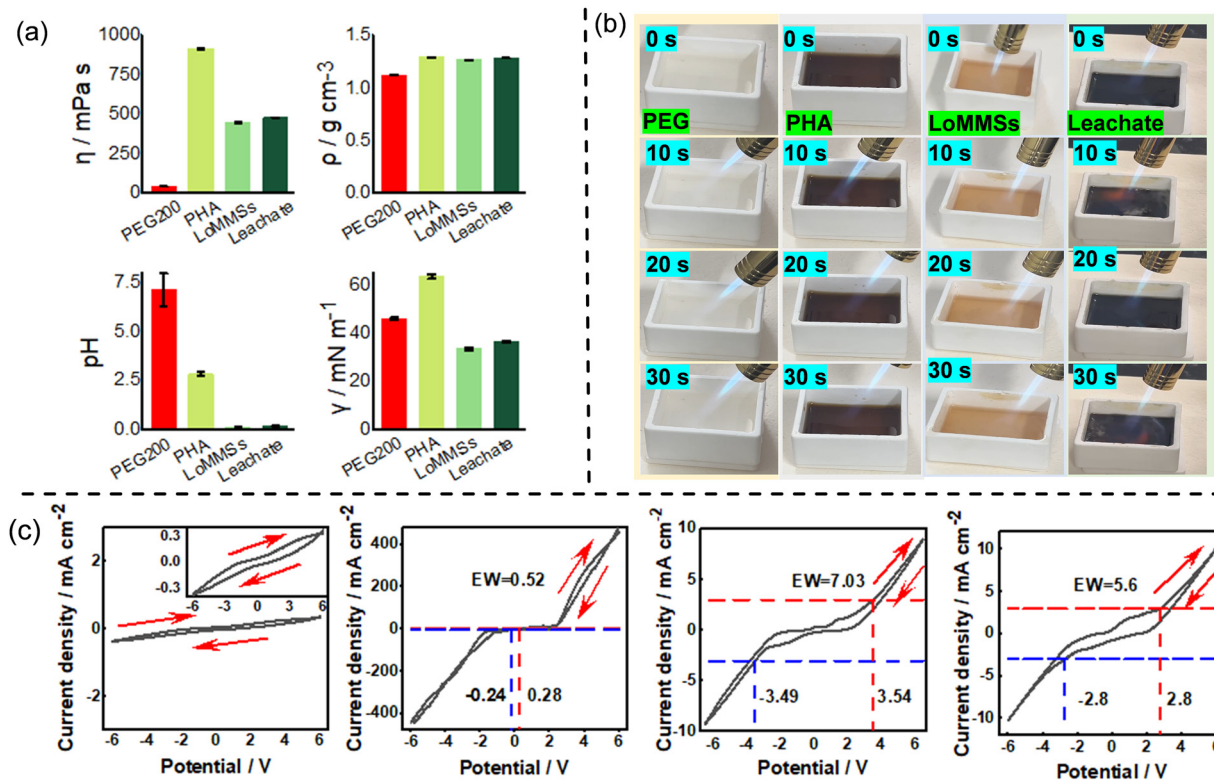 (a)
1000
750
500
250
0
η / mPa s
PEG200
PHA
LoMMSs
Leachate
1.5
1.0
0.5
0.0
ρ / g cm-3
PEG200
PHA
LoMMSs
Leachate
7.5
5.0
2.5
0.0
pH
PEG200
PHA
LoMMSs
Leachate
60
40
20
0
γ / mN m⁻¹
PEG200
PHA
LoMMSs
Leachate
(b)
0 s
0 s
0 s
0 s
PEG
PHA
LoMMSs
Leachate
10 s
10 s
10 s
10 s
20 s
20 s
20 s
20 s
30 s
30 s
30 s
30 s
(c)
Current density / mA cm⁻²
2
0
-2
0.3
0.0
-0.3
-6 -3 0 3 6
-6 -4 -2 0 2 4 6
Potential / V
Current density / mA cm⁻²
400
200
0
-200
-400
EW=0.52
-0.24
0.28
-6 -4 -2 0 2 4 6
Potential / V
Current density / mA cm⁻²
10
5
0
-5
-10
EW=7.03
-3.49
3.54
-6 -4 -2 0 2 4 6
Potential / V
Current density / mA cm⁻²
10
5
0
-5
-10
EW=5.6
-2.8
2.8
-6 -4 -2 0 2 4 6
Potential / V